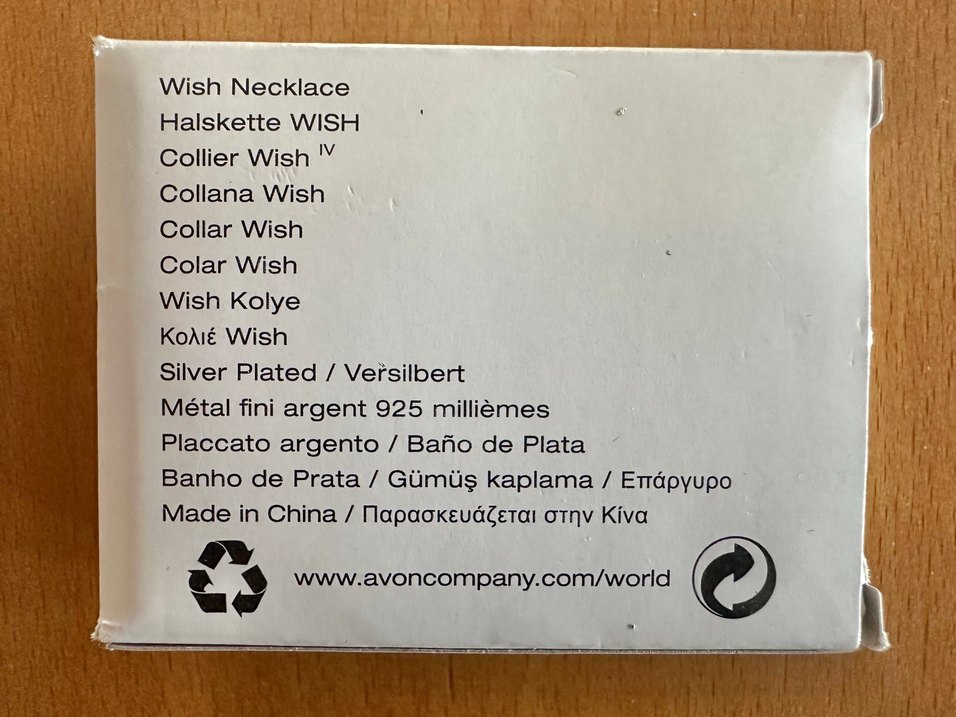 Wish Necklace
Halskette WISH
Collier Wish IV
Collana Wish
Collar Wish
Colar Wish
Wish Kolye
Κολιέ Wish
Silver Plated / Versilbert
Métal fini argent 925 millièmes
Placcato argento / Baño de Plata
Banho de Prata / Gümüş kaplama / Επάργυρο
Made in China / Παρασκευάζεται στην Κίνα
www.avoncompany.com/world